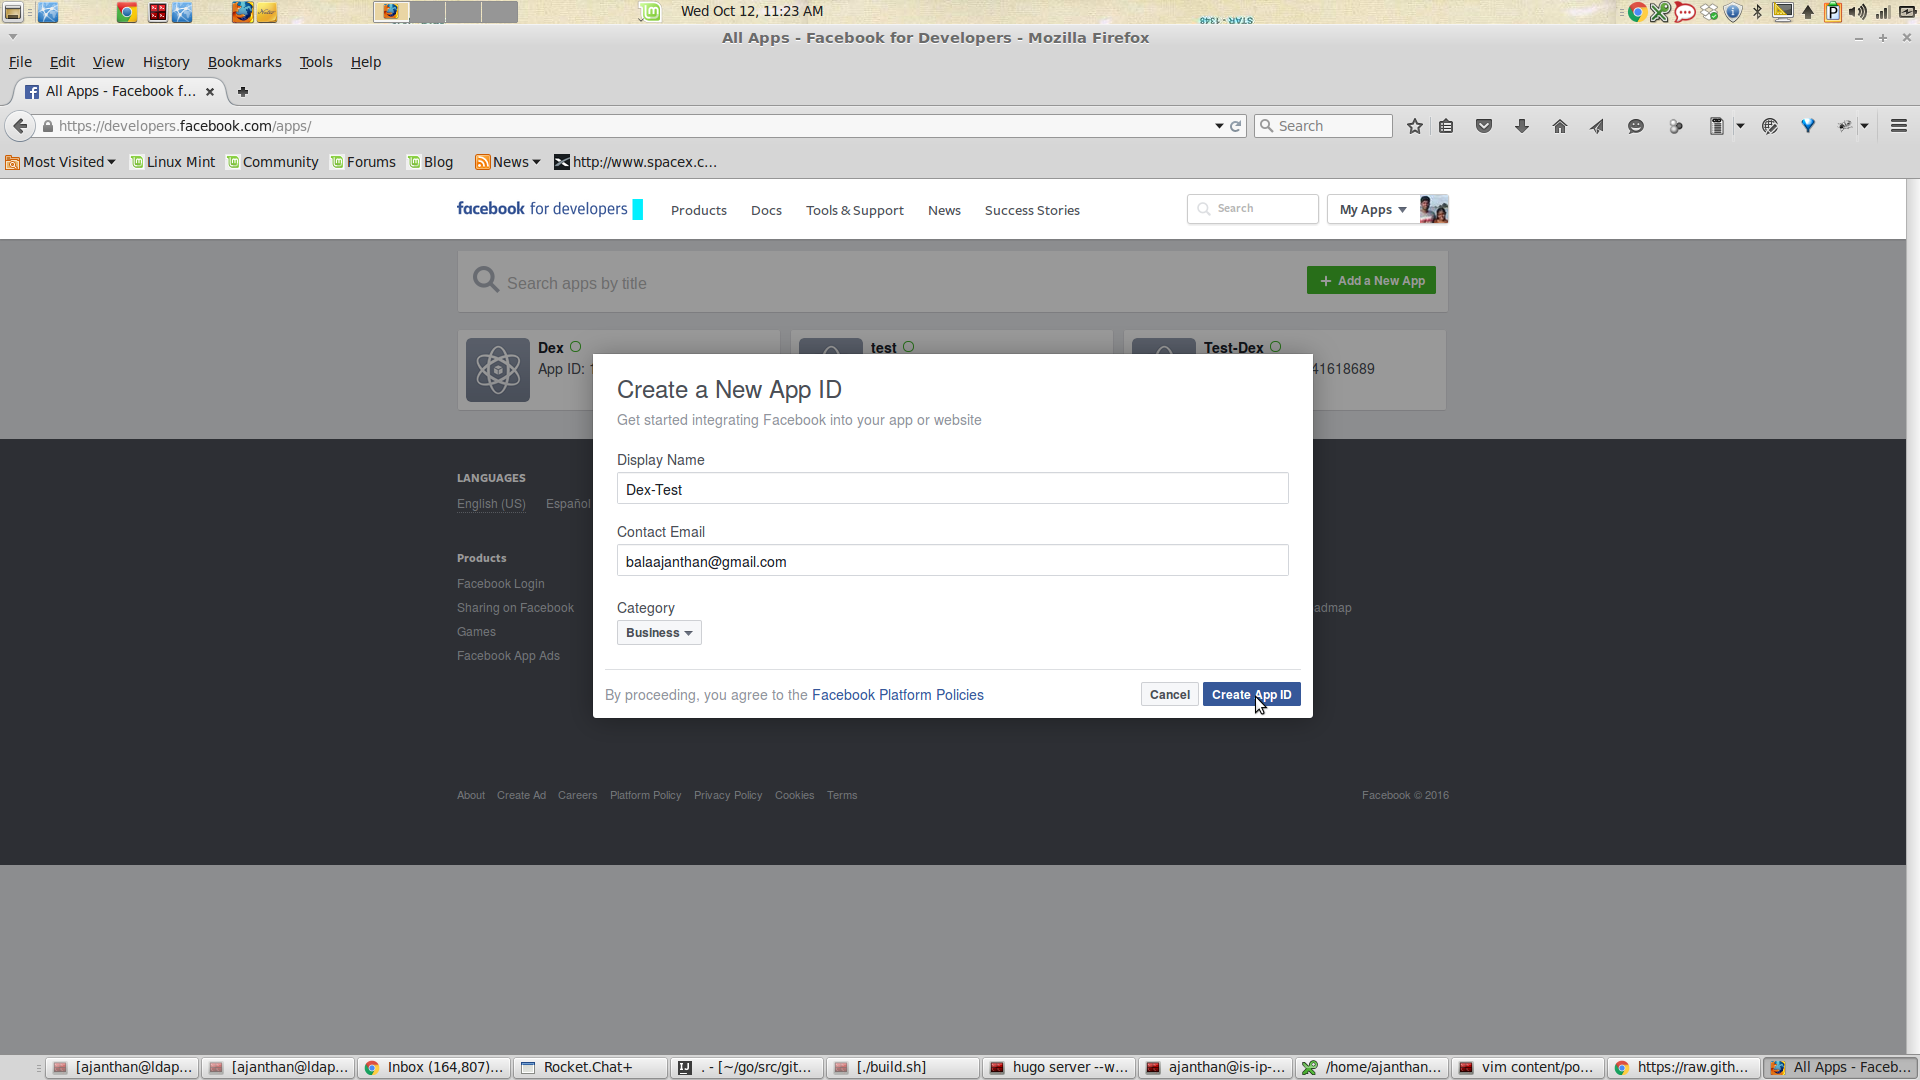 Wed Oct 12, 11:23 AM
STAR - 1348
All Apps - Facebook for Developers - Mozilla Firefox
File Edit View History Bookmarks Tools Help
All Apps - Facebook f...
https://developers.facebook.com/apps/
Search
Most Visited Linux Mint Community Forums Blog News http://www.spacex.c...
facebook for developers Products Docs Tools & Support News Success Stories Search My Apps
Search apps by title + Add a New App
Dex test Test-Dex
App ID: 41618689
Create a New App ID
Get started integrating Facebook into your app or website
Display Name
Dex-Test
Contact Email
balaajanthan@gmail.com
Category
Business
By proceeding, you agree to the Facebook Platform Policies Cancel Create App ID
LANGUAGES
English (US) Español
Products
Facebook Login
Sharing on Facebook admap
Games
Facebook App Ads
About Create Ad Careers Platform Policy Privacy Policy Cookies Terms Facebook © 2016
[ajanthan@ldap... [ajanthan@ldap... Inbox (164,807)... Rocket.Chat+ . - [~/go/src/git... [./build.sh] hugo server --w... ajanthan@is-ip-... /home/ajanthan... vim content/po... https://raw.gith... All Apps - Faceb...